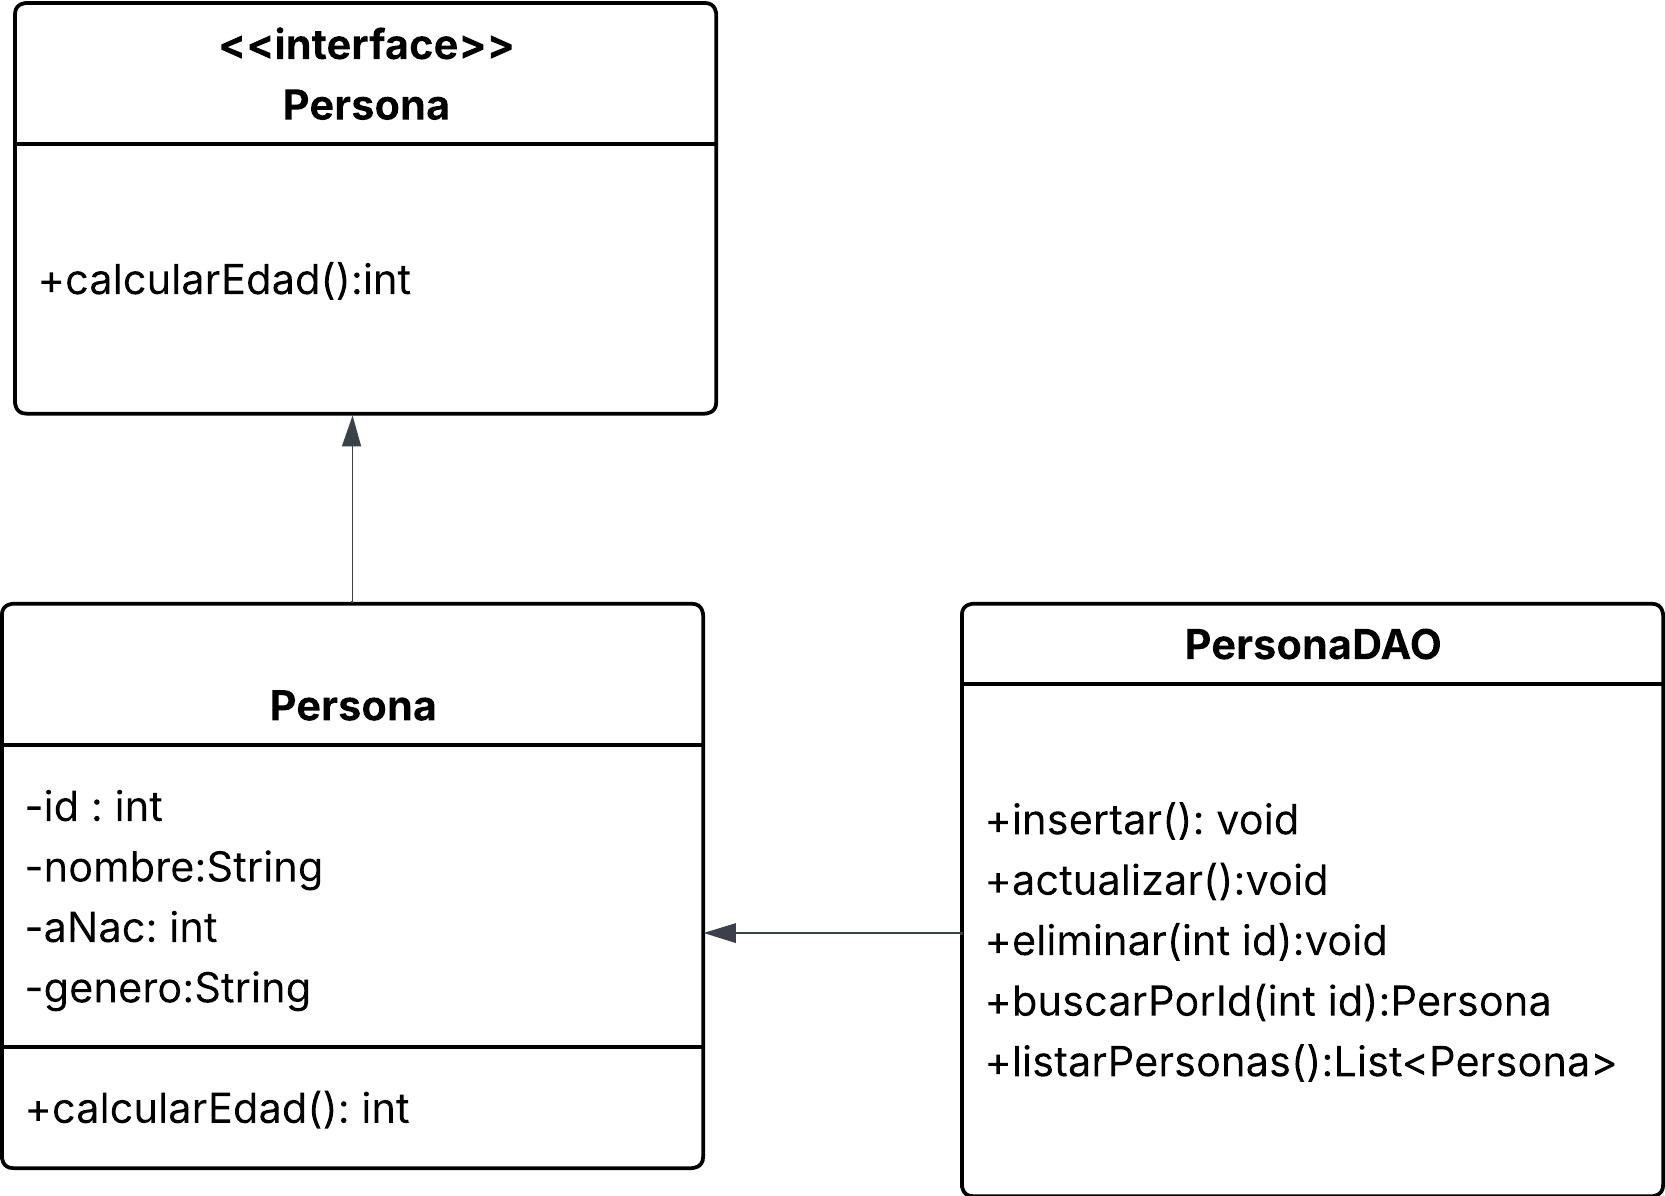 <<interface>>
Persona
+calcularEdad():int
Persona
-id : int
-nombre:String
-aNac: int
-genero:String
+calcularEdad(): int
PersonaDAO
+insertar(): void
+actualizar():void
+eliminar(int id):void
+buscarPorId(int id):Persona
+listarPersonas():List<Persona>